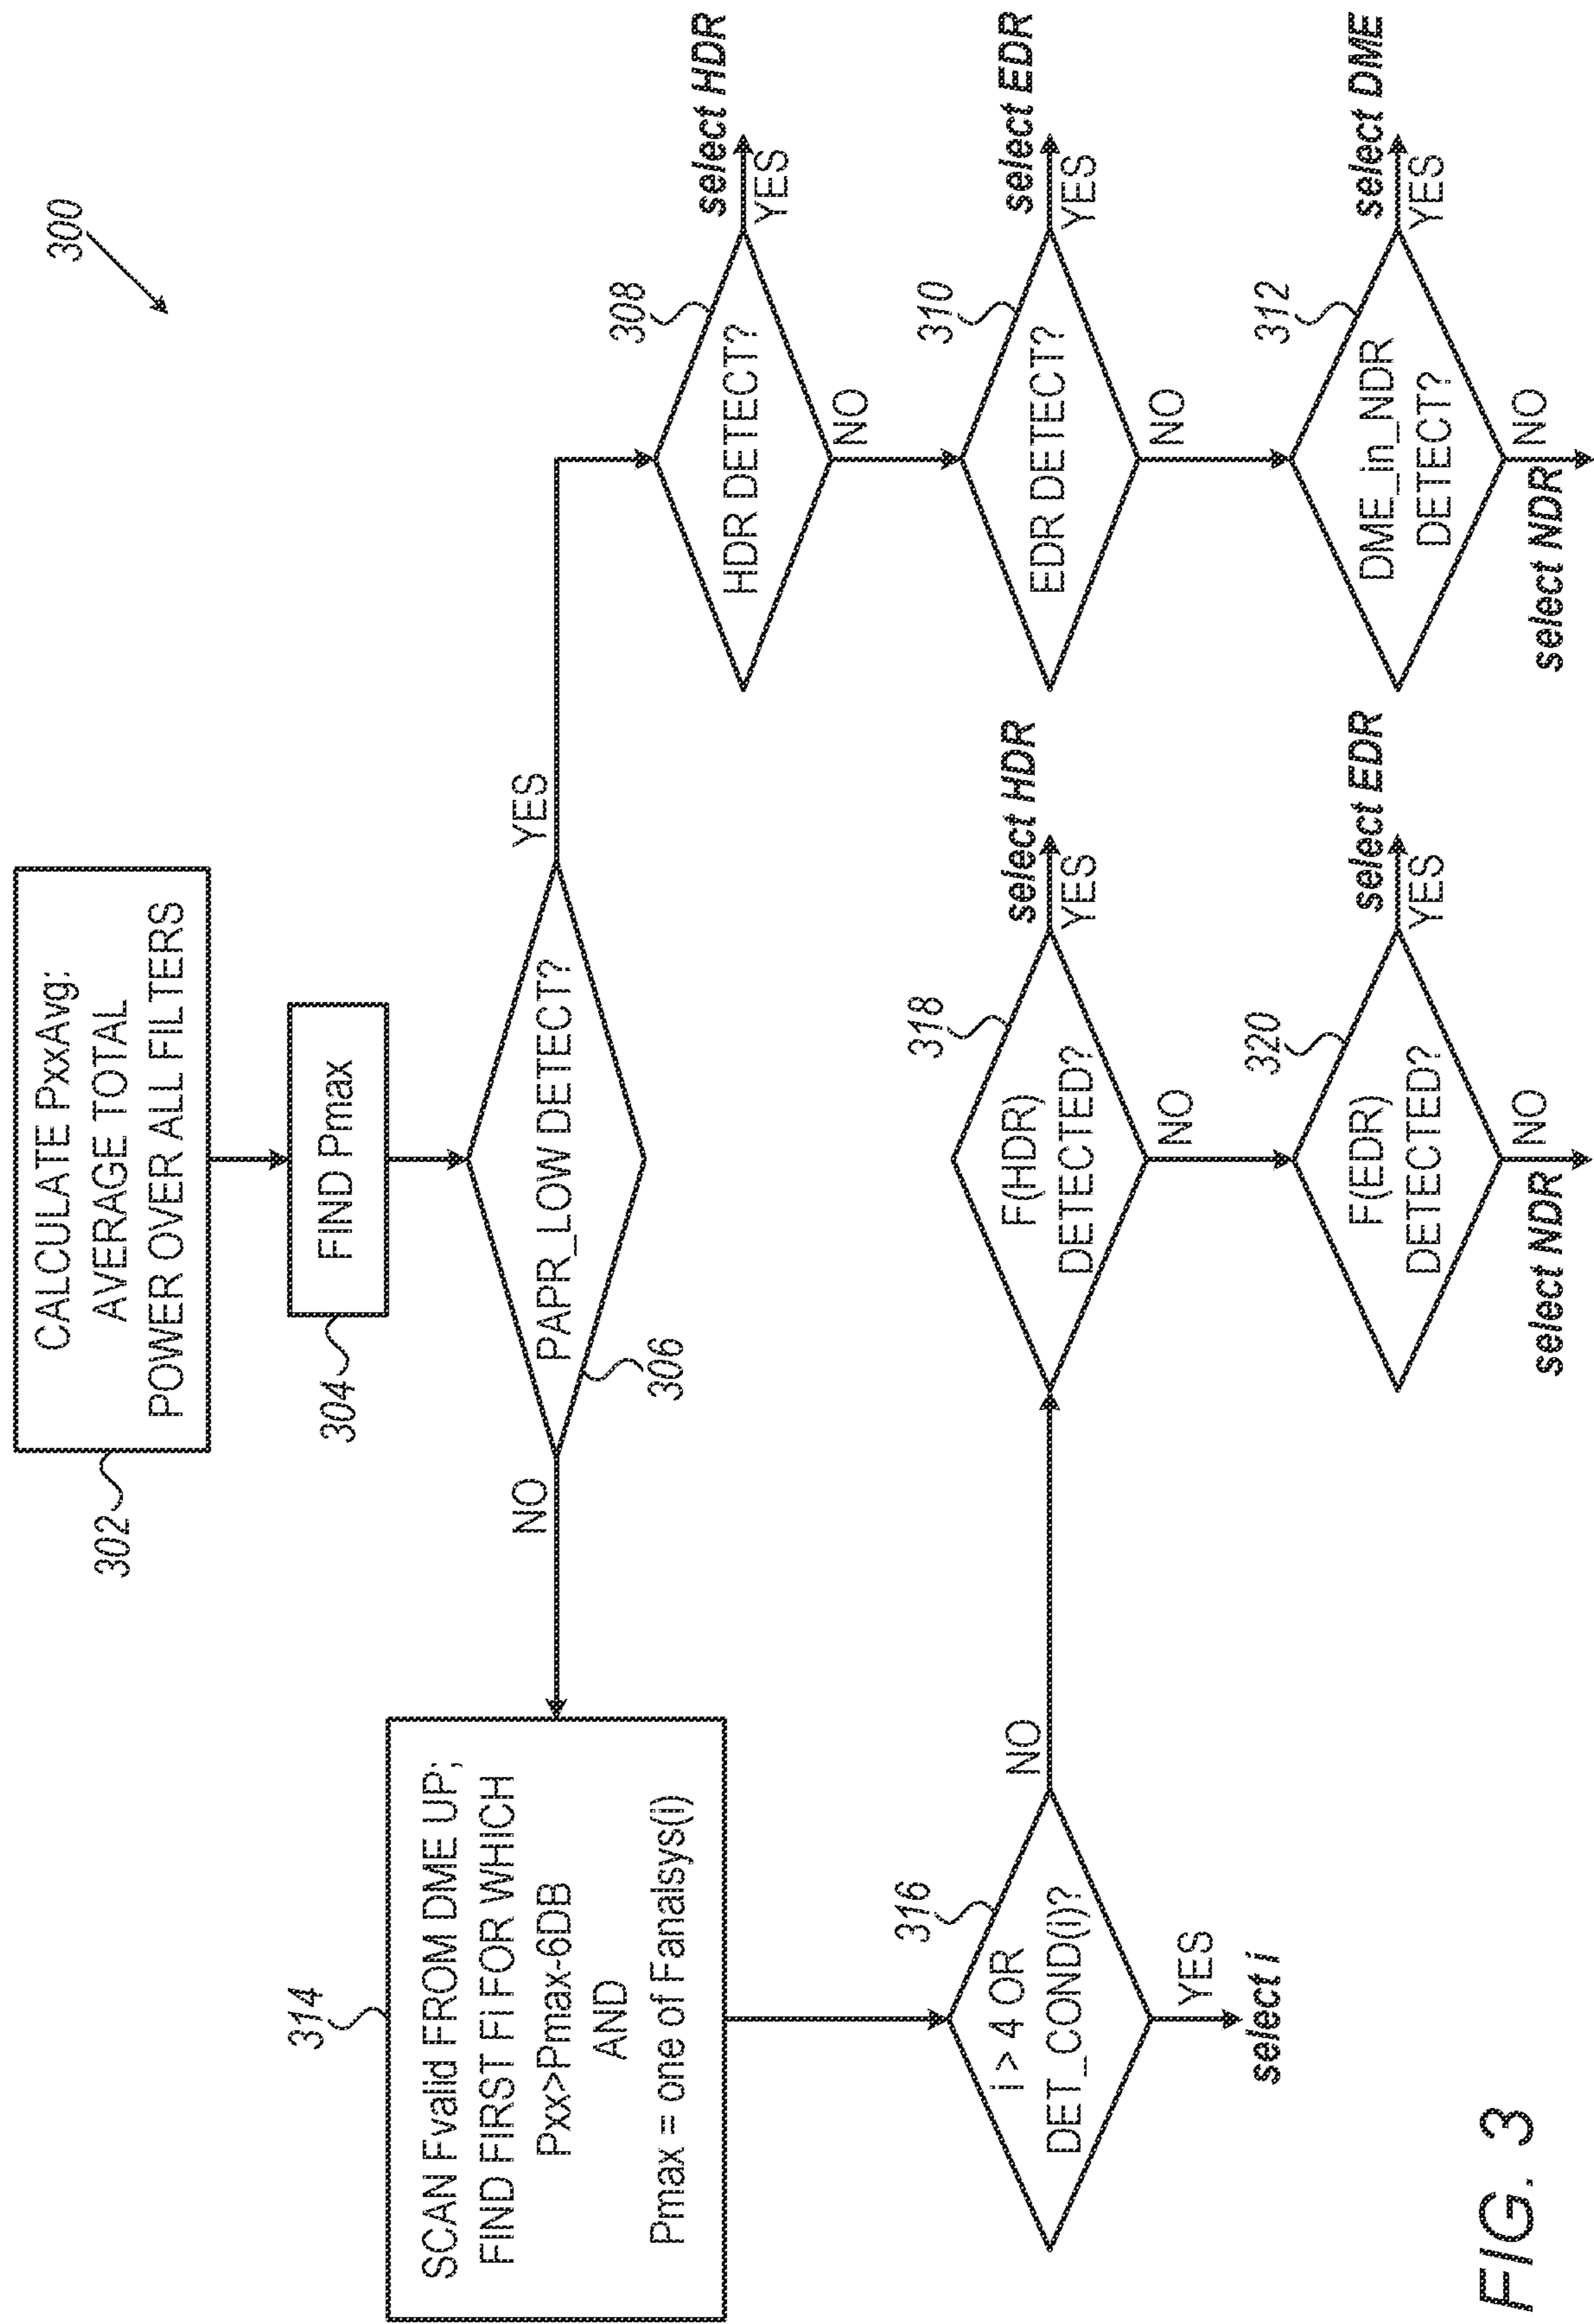 300
CALCULATE PxxAvg:
AVERAGE TOTAL
POWER OVER ALL FILTERS
302
FIND Pmax
304
PAPR_LOW DETECT?
306
YES
NO
HDR DETECT?
308
YES
select HDR
NO
EDR DETECT?
310
YES
select EDR
NO
DME_in_NDR
DETECT?
312
YES
select DME
NO
select NDR
314
SCAN Fvalid FROM DME UP;
FIND FIRST Fi FOR WHICH
Pxx>Pmax-6DB
AND
Pmax = one of Fanalsys(i)
316
i > 4 OR
DET_COND(i)?
YES
select i
NO
F(HDR)
DETECTED?
318
YES
select HDR
NO
F(EDR)
DETECTED?
320
YES
select EDR
NO
select NDR
FIG. 3